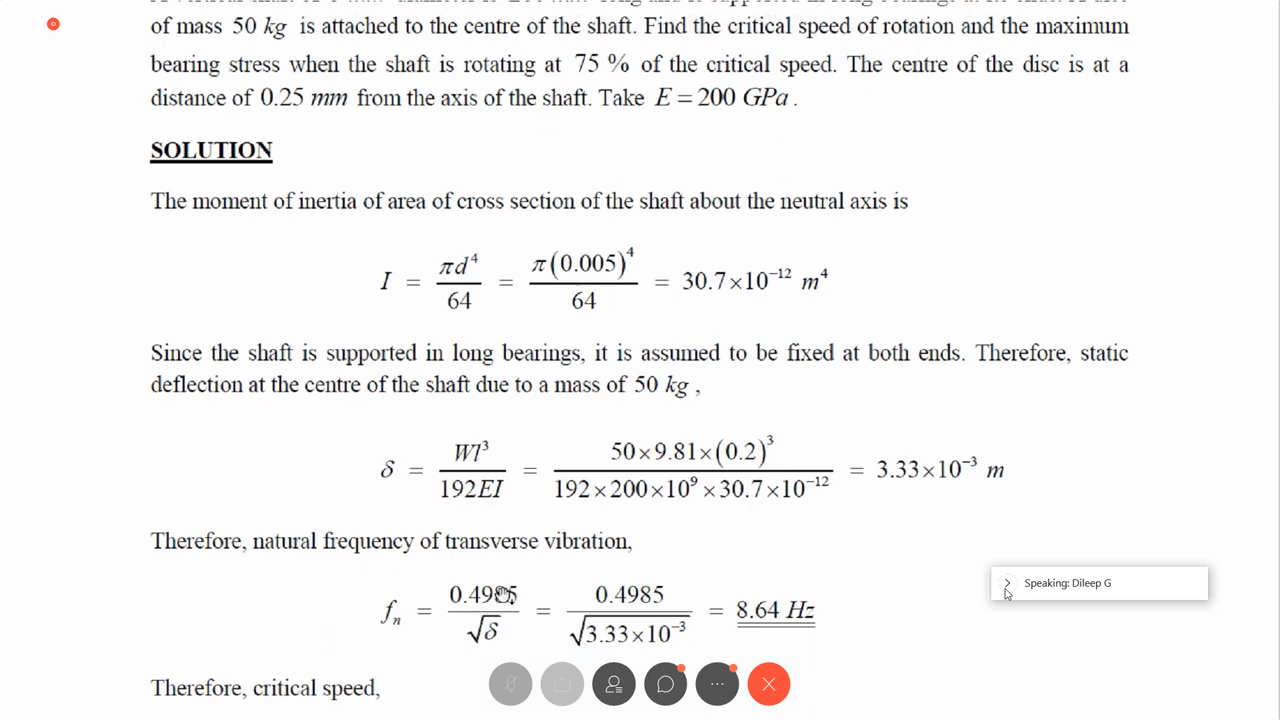 of mass 50 kg is attached to the centre of the shaft. Find the critical speed of rotation and the maximum
bearing stress when the shaft is rotating at 75 % of the critical speed. The centre of the disc is at a
distance of 0.25 mm from the axis of the shaft. Take E = 200 GPa.
SOLUTION
The moment of inertia of area of cross section of the shaft about the neutral axis is
I = πd⁴/64 = π(0.005)⁴/64 = 30.7×10⁻¹² m⁴
Since the shaft is supported in long bearings, it is assumed to be fixed at both ends. Therefore, static
deflection at the centre of the shaft due to a mass of 50 kg ,
δ = Wl³/192EI = 50×9.81×(0.2)³/192×200×10⁹×30.7×10⁻¹² = 3.33×10⁻³ m
Therefore, natural frequency of transverse vibration,
fₙ = 0.4985/√δ = 0.4985/√3.33×10⁻³ = 8.64 Hz
Speaking: Dileep G
Therefore, critical speed,